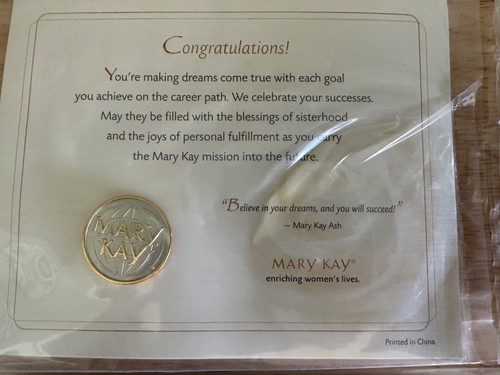 Congratulations!
You're making dreams come true with each goal
you achieve on the career path. We celebrate your successes.
May they be filled with the blessings of sisterhood
and the joys of personal fulfillment as you carry
the Mary Kay mission into the future.
"Believe in your dreams, and you will succeed!"
– Mary Kay Ash
MARY
KAY
MARY KAY®
enriching women's lives.
Printed in China.